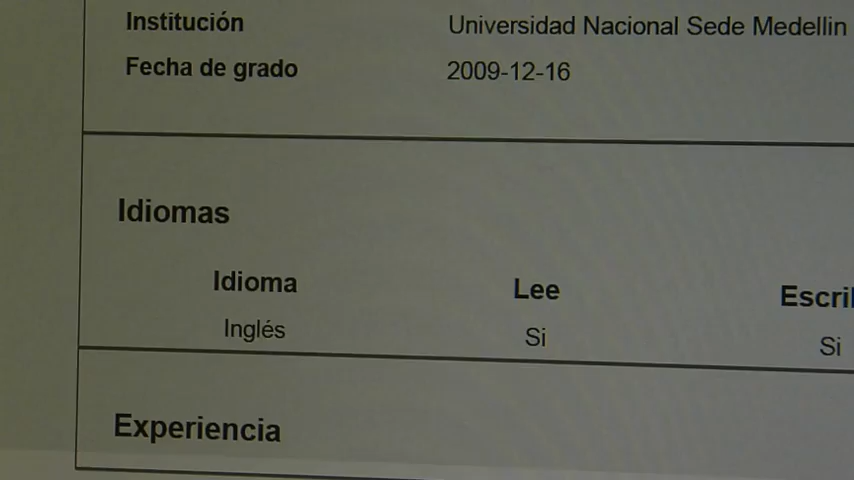 Institución Universidad Nacional Sede Medellin
Fecha de grado 2009-12-16
Idiomas
Idioma Lee
Inglés Si Si
Experiencia